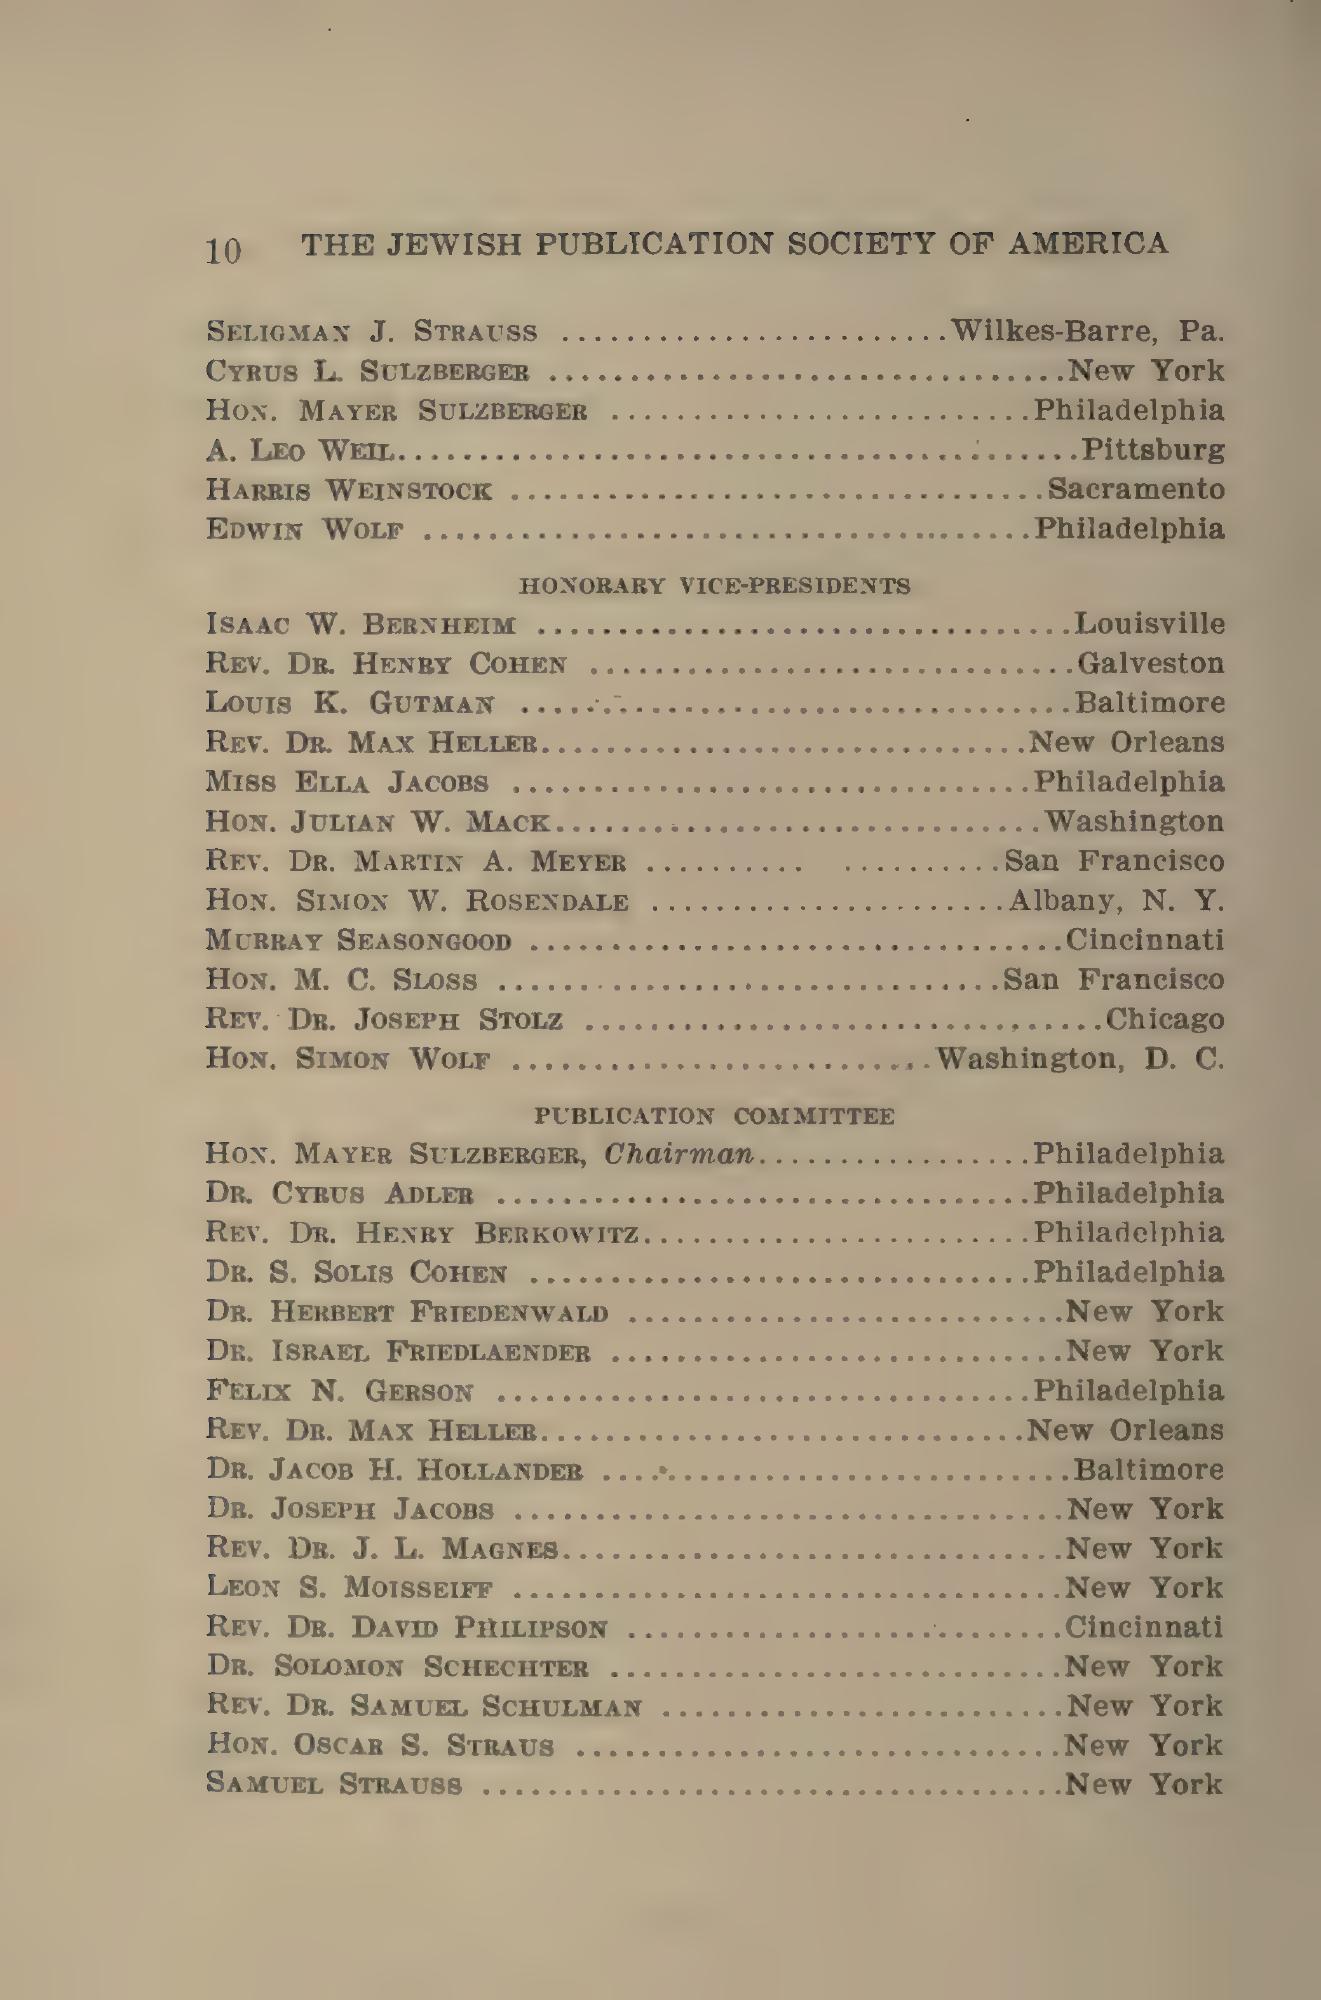 10 THE JEWISH PUBLICATION SOCIETY OF AMERICA
SELIGMAN J. STRAUSS ........................Wilkes-Barre, Pa.
CYRUS L. SULZBERGER ................................New York
HON. MAYER SULZBERGER ..........................Philadelphia
A. LEO WEIL..........................................Pittsburg
HARRIS WEINSTOCK .................................Sacramento
EDWIN WOLF .....................................Philadelphia
HONORARY VICE-PRESIDENTS
ISAAC W. BERNHEIM .................................Louisville
REV. DR. HENRY COHEN ..............................Galveston
LOUIS K. GUTMAN ..................................Baltimore
REV. DR. MAX HELLER..............................New Orleans
MISS ELLA JACOBS ................................Philadelphia
HON. JULIAN W. MACK..............................Washington
REV. DR. MARTIN A. MEYER .......... ..........San Francisco
HON. SIMON W. ROSENDALE ......................Albany, N. Y.
MURRAY SEASONGOOD .................................Cincinnati
HON. M. C. SLOSS ...............................San Francisco
REV. DR. JOSEPH STOLZ ................................Chicago
HON. SIMON WOLF ..........................Washington, D. C.
PUBLICATION COMMITTEE
HON. MAYER SULZBERGER, Chairman.................Philadelphia
DR. CYRUS ADLER .................................Philadelphia
REV. DR. HENRY BERKOWITZ........................Philadelphia
DR. S. SOLIS COHEN ...............................Philadelphia
DR. HERBERT FRIEDENWALD ...........................New York
DR. ISRAEL FRIEDLAENDER ............................New York
FELIX N. GERSON .................................Philadelphia
REV. DR. MAX HELLER..............................New Orleans
DR. JACOB H. HOLLANDER .............................Baltimore
DR. JOSEPH JACOBS ..................................New York
REV. DR. J. L. MAGNES...............................New York
LEON S. MOISSEIFF ..................................New York
REV. DR. DAVID PHILIPSON ...........................Cincinnati
DR. SOLOMON SCHECHTER ............................New York
REV. DR. SAMUEL SCHULMAN .........................New York
HON. OSCAR S. STRAUS ..............................New York
SAMUEL STRAUSS ....................................New York